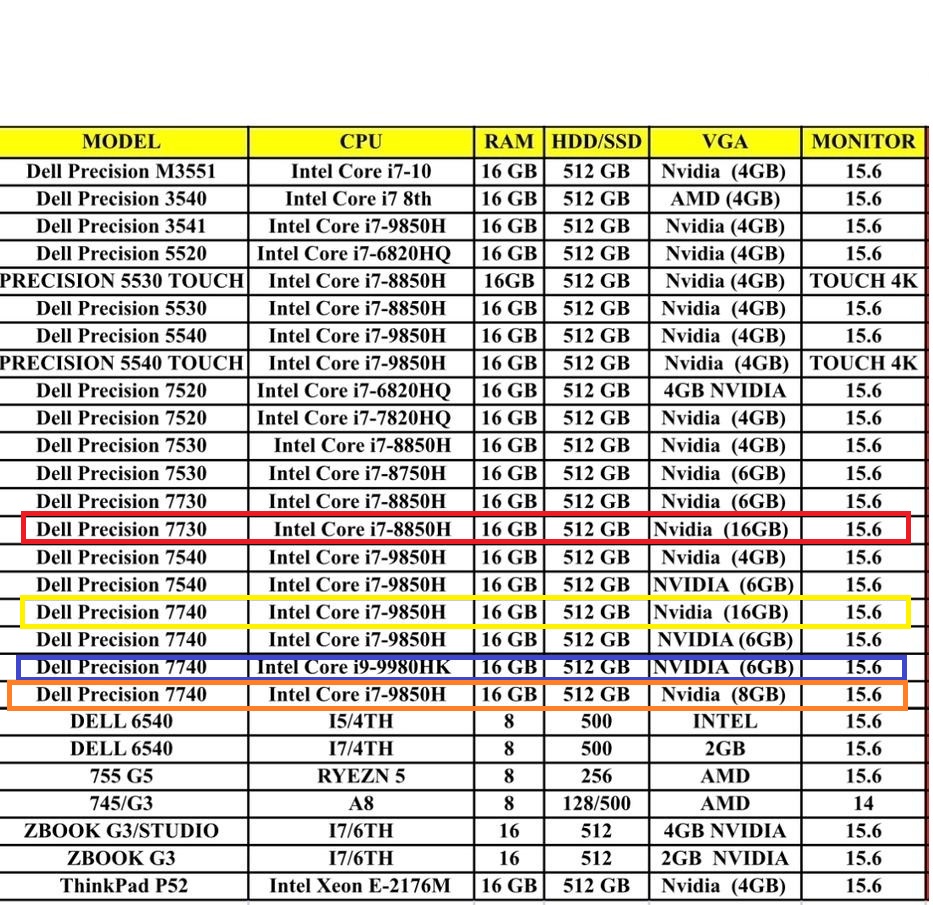 MODEL CPU RAM HDD/SSD VGA MONITOR
Dell Precision M3551 Intel Core i7-10 16 GB 512 GB Nvidia (4GB) 15.6
Dell Precision 3540 Intel Core i7 8th 16 GB 512 GB AMD (4GB) 15.6
Dell Precision 3541 Intel Core i7-9850H 16 GB 512 GB Nvidia (4GB) 15.6
Dell Precision 5520 Intel Core i7-6820HQ 16 GB 512 GB Nvidia (4GB) 15.6
PRECISION 5530 TOUCH Intel Core i7-8850H 16GB 512 GB Nvidia (4GB) TOUCH 4K
Dell Precision 5530 Intel Core i7-8850H 16 GB 512 GB Nvidia (4GB) 15.6
Dell Precision 5540 Intel Core i7-9850H 16 GB 512 GB Nvidia (4GB) 15.6
PRECISION 5540 TOUCH Intel Core i7-9850H 16 GB 512 GB Nvidia (4GB) TOUCH 4K
Dell Precision 7520 Intel Core i7-6820HQ 16 GB 512 GB 4GB NVIDIA 15.6
Dell Precision 7520 Intel Core i7-7820HQ 16 GB 512 GB Nvidia (4GB) 15.6
Dell Precision 7530 Intel Core i7-8850H 16 GB 512 GB Nvidia (4GB) 15.6
Dell Precision 7530 Intel Core i7-8750H 16 GB 512 GB Nvidia (6GB) 15.6
Dell Precision 7730 Intel Core i7-8850H 16 GB 512 GB Nvidia (6GB) 15.6
Dell Precision 7730 Intel Core i7-8850H 16 GB 512 GB Nvidia (16GB) 15.6
Dell Precision 7540 Intel Core i7-9850H 16 GB 512 GB Nvidia (4GB) 15.6
Dell Precision 7540 Intel Core i7-9850H 16 GB 512 GB NVIDIA (6GB) 15.6
Dell Precision 7740 Intel Core i7-9850H 16 GB 512 GB Nvidia (16GB) 15.6
Dell Precision 7740 Intel Core i7-9850H 16 GB 512 GB NVIDIA (6GB) 15.6
Dell Precision 7740 Intel Core i9-9980HK 16 GB 512 GB NVIDIA (6GB) 15.6
Dell Precision 7740 Intel Core i7-9850H 16 GB 512 GB Nvidia (8GB) 15.6
DELL 6540 I5/4TH 8 500 INTEL 15.6
DELL 6540 I7/4TH 8 500 2GB 15.6
755 G5 RYEZN 5 8 256 AMD 15.6
745/G3 A8 8 128/500 AMD 14
ZBOOK G3/STUDIO I7/6TH 16 512 4GB NVIDIA 15.6
ZBOOK G3 I7/6TH 16 512 2GB NVIDIA 15.6
ThinkPad P52 Intel Xeon E-2176M 16 GB 512 GB Nvidia (4GB) 15.6